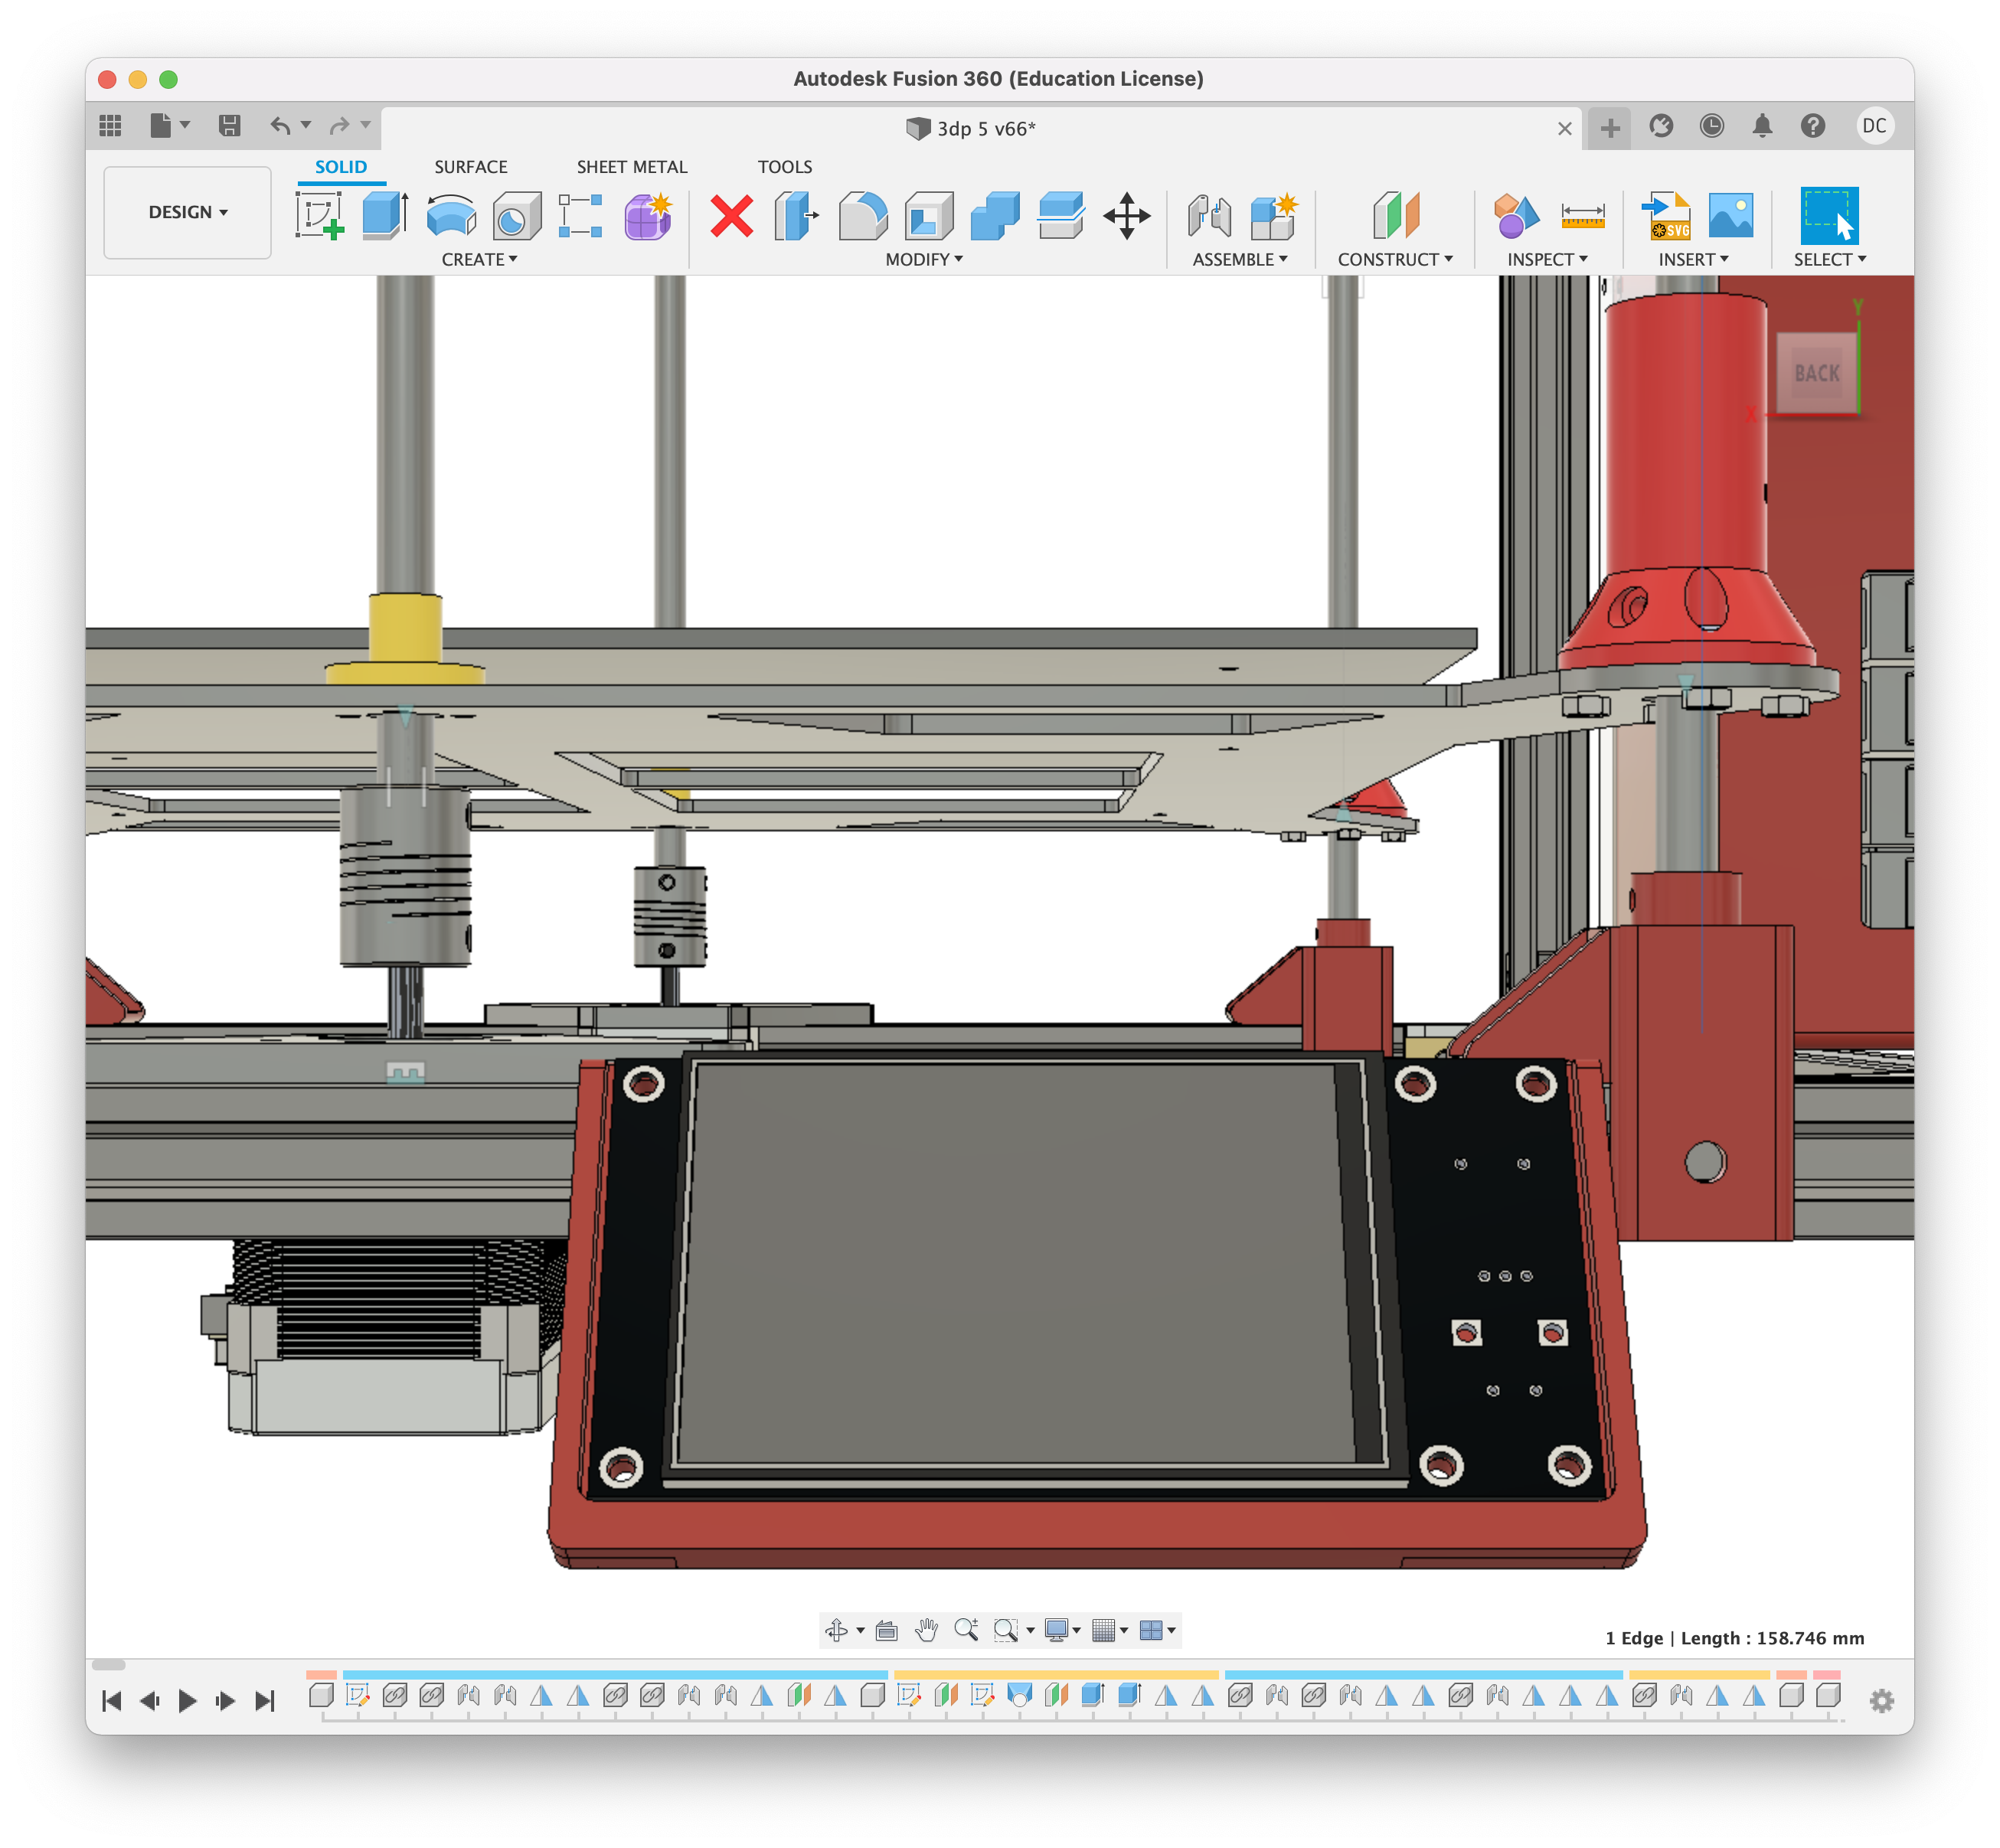 Autodesk Fusion 360 (Education License)
3dp 5 v66*
DC
DESIGN
SOLID
SURFACE
SHEET METAL
TOOLS
SVG
CREATE
MODIFY
ASSEMBLE
CONSTRUCT
INSPECT
INSERT
SELECT
Y
BACK
X
1 Edge | Length : 158.746 mm